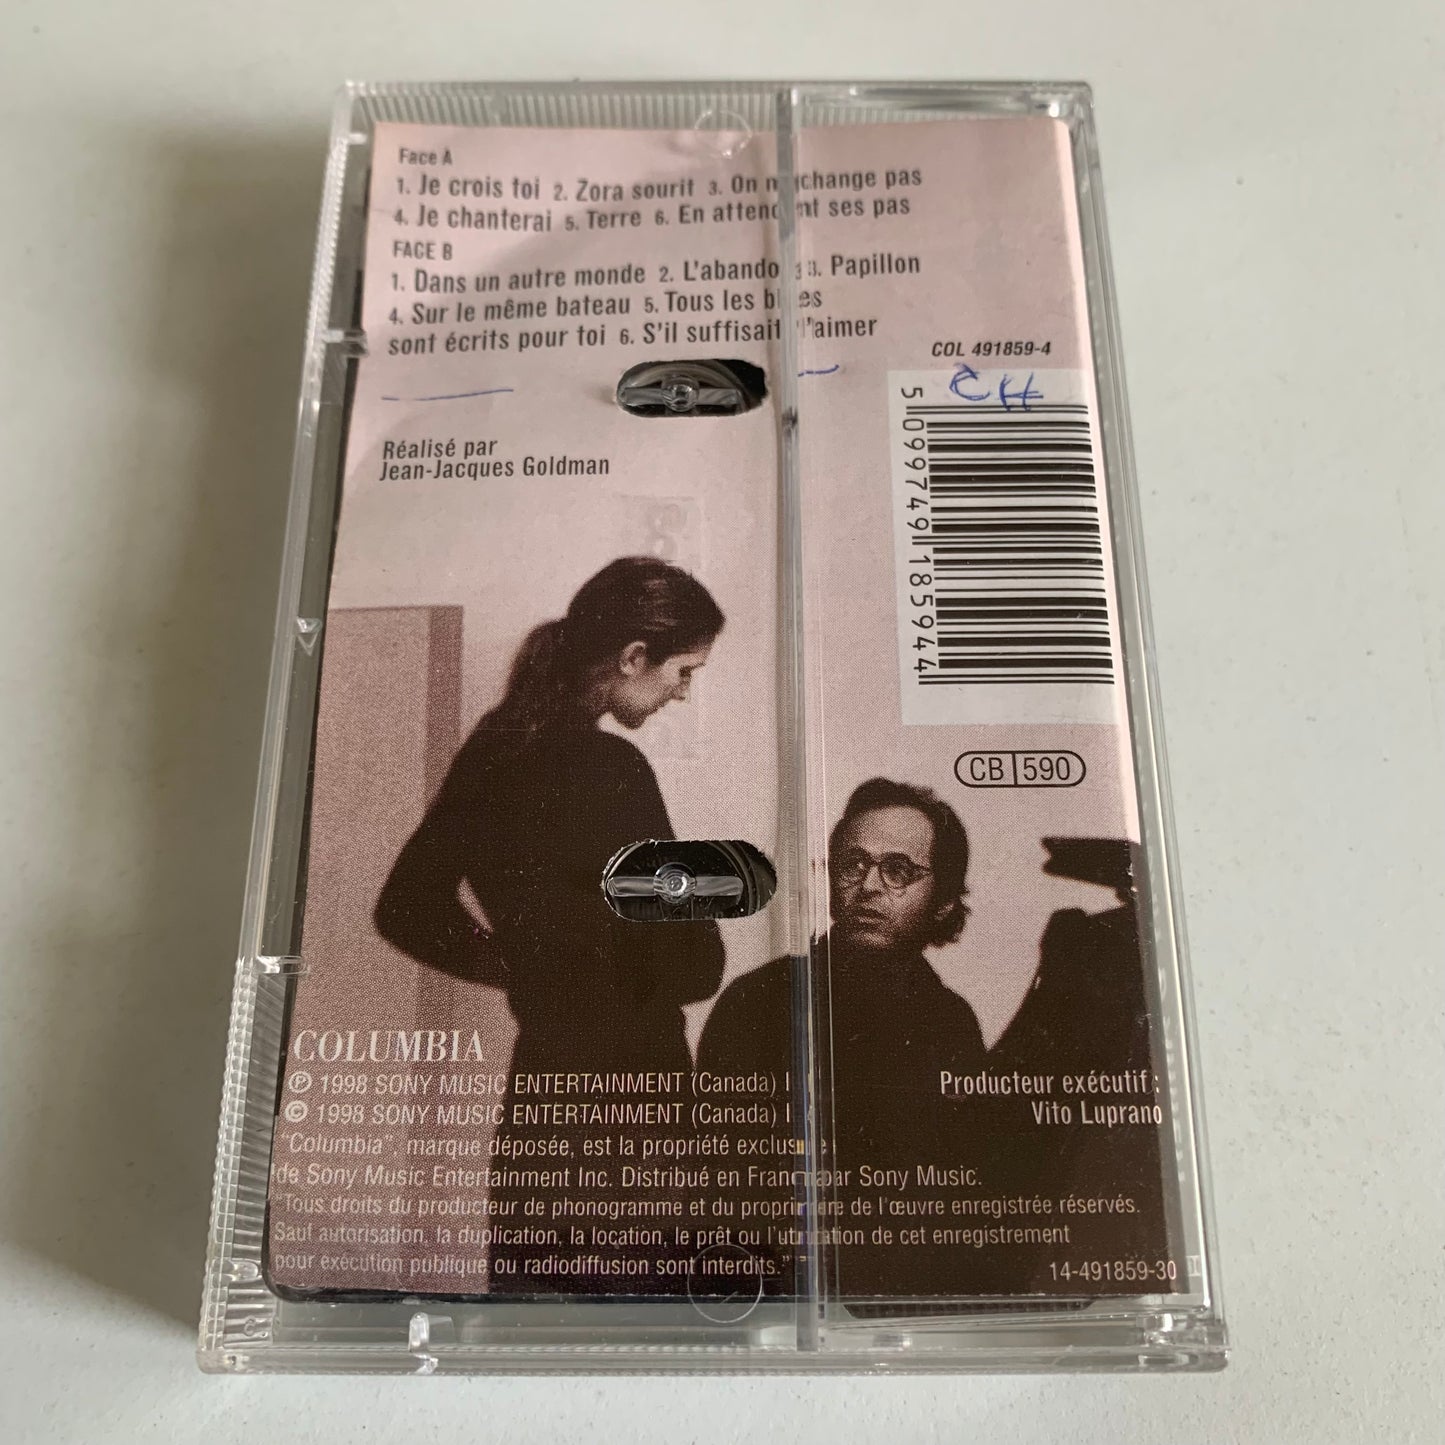 Face A
1. Je crois toi 2. Zora sourit 3. On n change pas
4. Je chanterai 5. Terre 6. En attendant ses pas
FACE B
1. Dans un autre monde 2. L'abandon 3. Papillon
4. Sur le même bateau 5. Tous les blues
sont écrits pour toi 6. S'il suffisait d'aimer
COL 491859-4
5 099749 185944
Réalisé par
Jean-Jacques Goldman
CB 590
COLUMBIA
℗ 1998 SONY MUSIC ENTERTAINMENT (Canada) I
© 1998 SONY MUSIC ENTERTAINMENT (Canada) I
Producteur exécutif :
Vito Luprano
"Columbia", marque déposée, est la propriété exclusive
de Sony Music Entertainment Inc. Distribué en France par Sony Music.
"Tous droits du producteur de phonogramme et du propriétaire de l'œuvre enregistrée réservés.
Sauf autorisation, la duplication, la location, le prêt ou l'utilisation de cet enregistrement
pour exécution publique ou radiodiffusion sont interdits."
14-491859-30